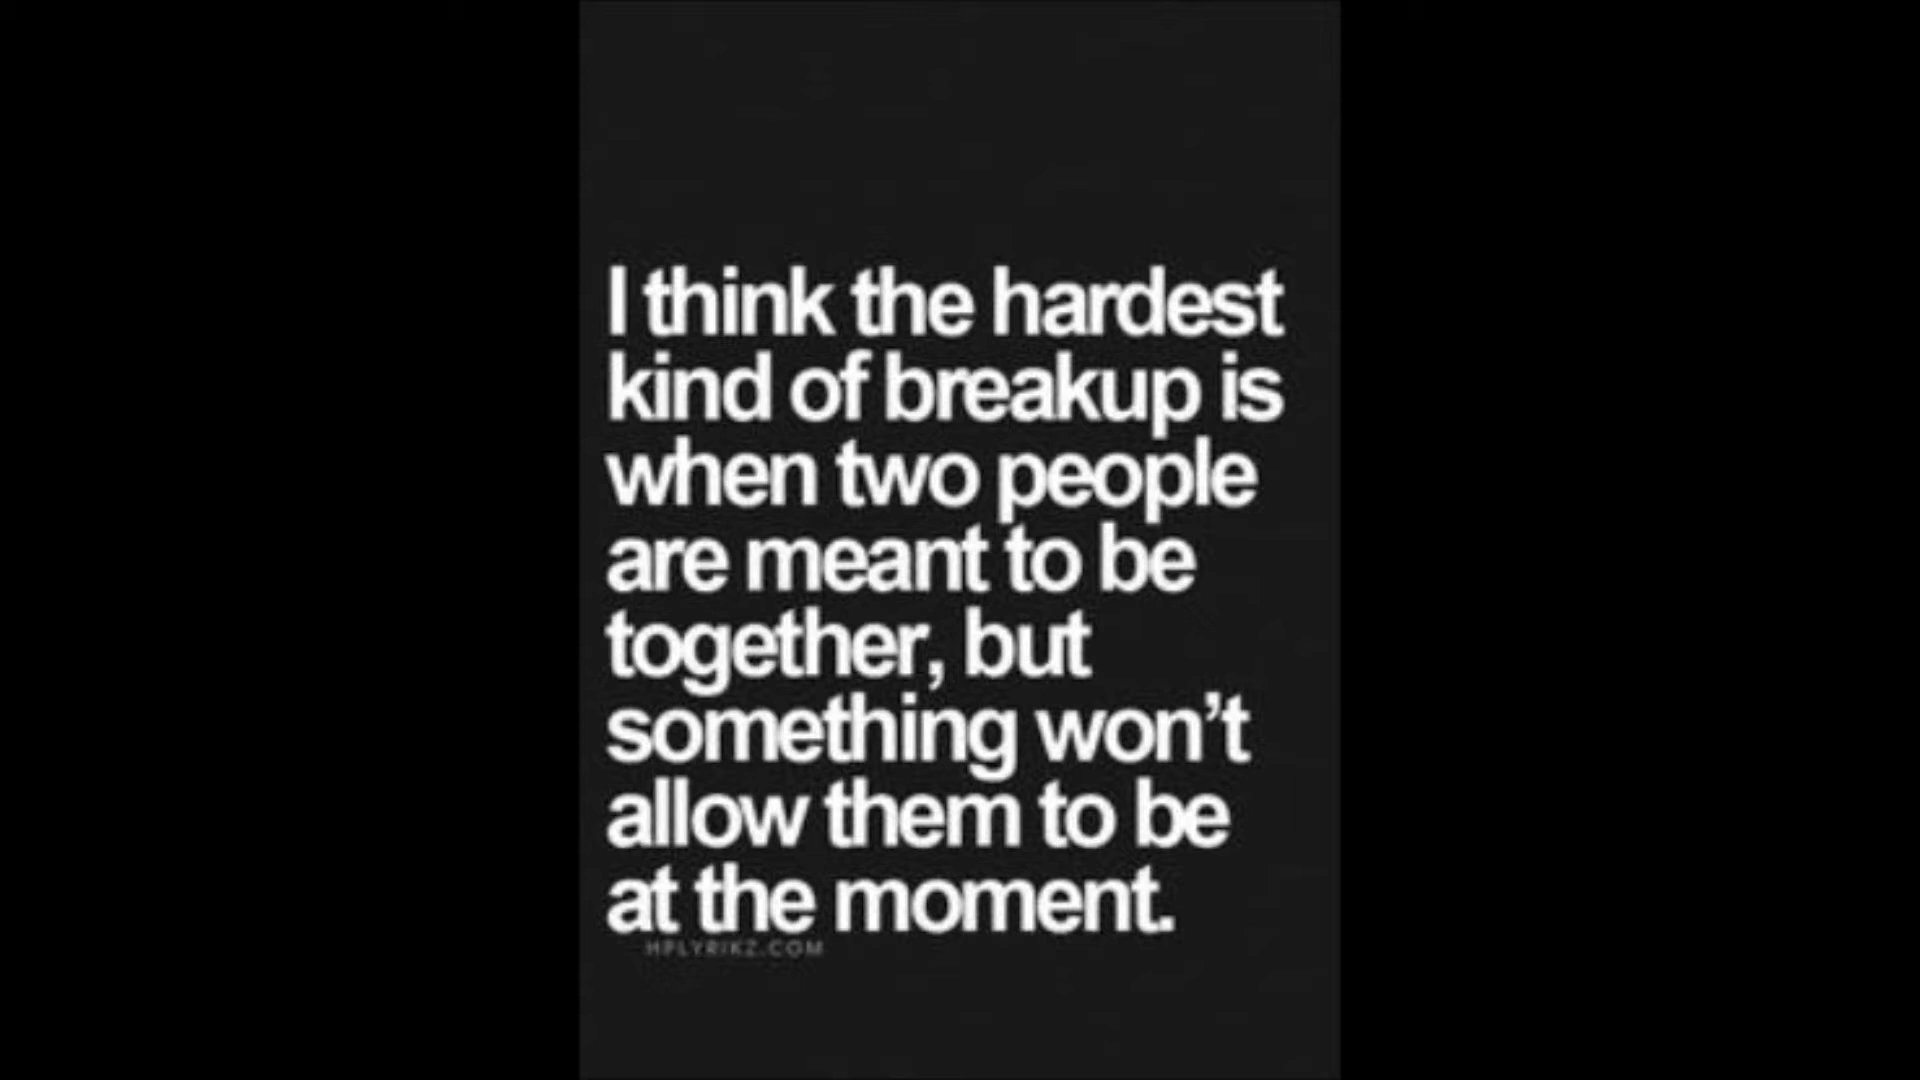 I think the hardest
kind of breakup is
when two people
are meant to be
together, but
something won't
allow them to be
at the moment.
HPLYRIKZ.COM